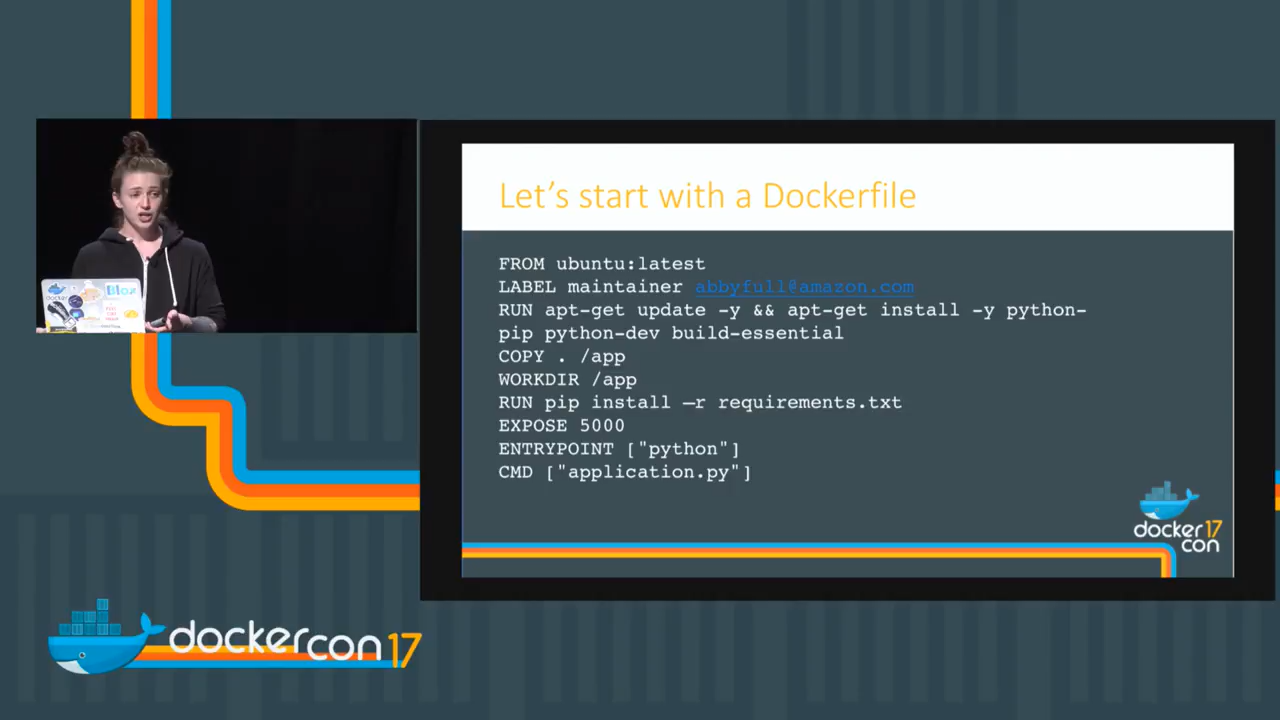 Let's start with a Dockerfile
FROM ubuntu:latest
LABEL maintainer abbyfull@amazon.com
RUN apt-get update -y && apt-get install -y python-
pip python-dev build-essential
COPY . /app
WORKDIR /app
RUN pip install –r requirements.txt
EXPOSE 5000
ENTRYPOINT ["python"]
CMD ["application.py"]
docker 17
con
Blox
dockercon 17